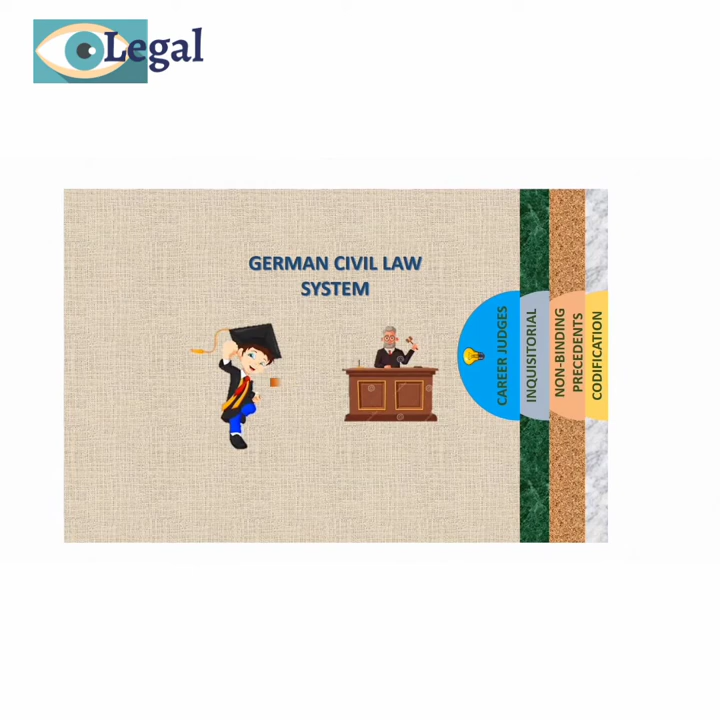 Legal
GERMAN CIVIL LAW
SYSTEM
CAREER JUDGES
INQUISITORIAL
NON-BINDING
PRECEDENTS
CODIFICATION